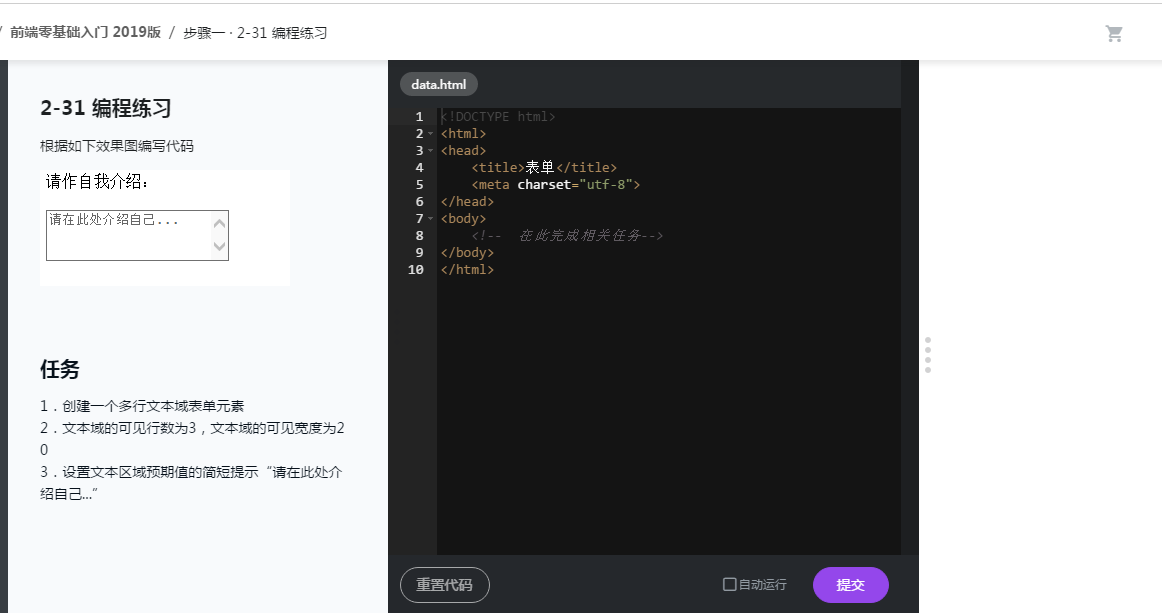 / 前端零基础入门 2019版 / 步骤一 · 2-31 编程练习
2-31 编程练习
根据如下效果图编写代码
请作自我介绍：
请在此处介绍自己...
任务
1．创建一个多行文本域表单元素
2．文本域的可见行数为3，文本域的可见宽度为2
0
3．设置文本区域预期值的简短提示“请在此处介
绍自己...”
data.html
1 <!DOCTYPE html>
2 <html>
3 <head>
4 <title>表单</title>
5 <meta charset="utf-8">
6 </head>
7 <body>
8 <!-- 在此完成相关任务-->
9 </body>
10 </html>
重置代码
自动运行
提交